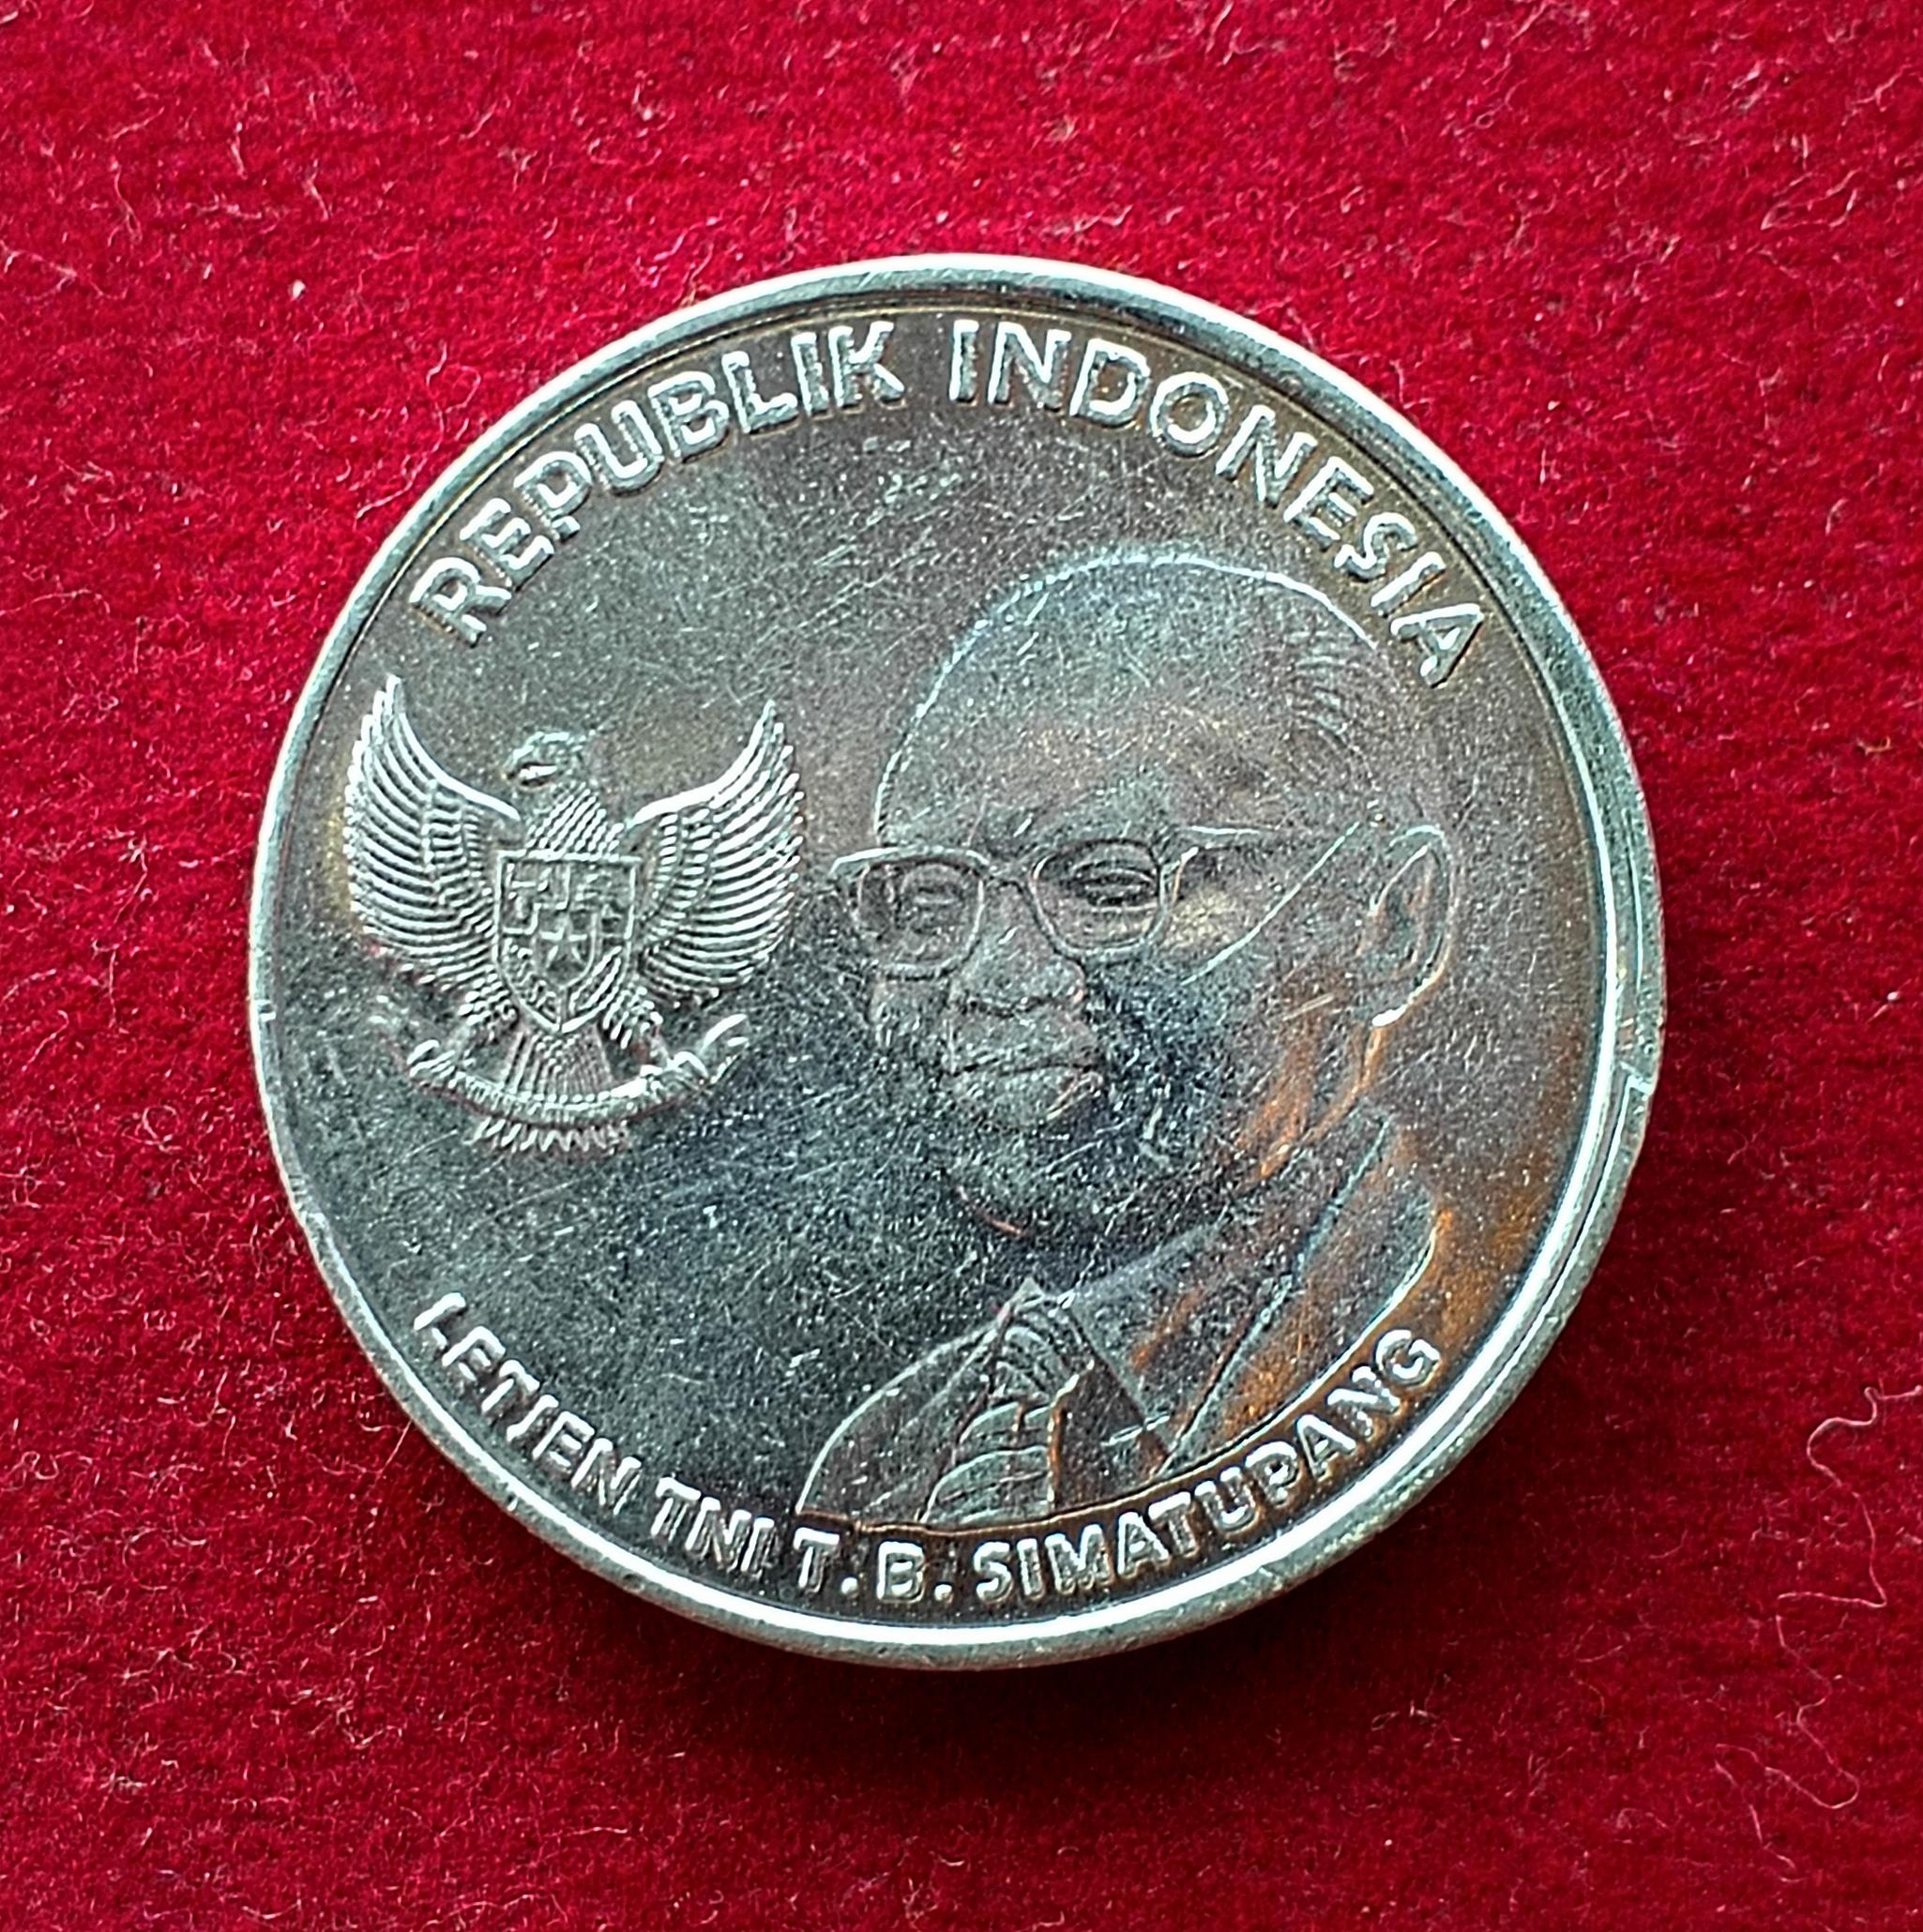 REPUBLIK INDONESIA
LETJEN TNI T.B. SIMATUPANG